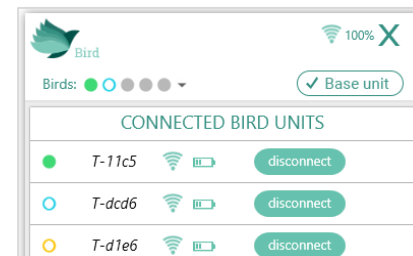 Bird
100% X
Birds:
Base unit
CONNECTED BIRD UNITS
T-11c5 disconnect
T-dcd6 disconnect
T-d1e6 disconnect